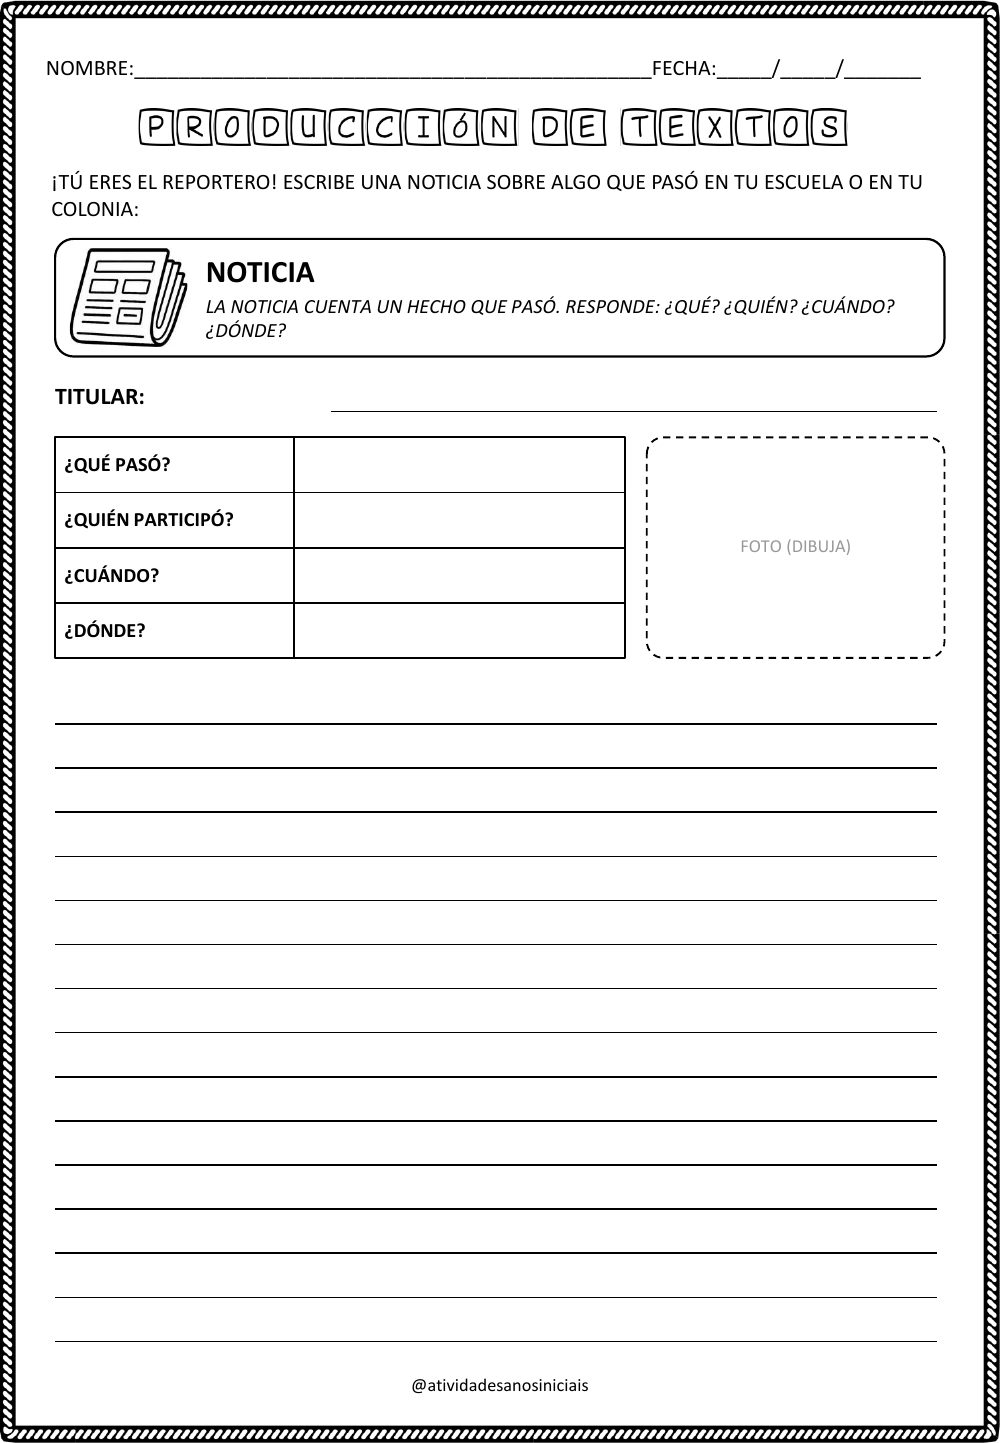 NOMBRE:_______________________________________________FECHA:_____/_____/_______
PRODUCCIÓN DE TEXTOS
¡TÚ ERES EL REPORTERO! ESCRIBE UNA NOTICIA SOBRE ALGO QUE PASÓ EN TU ESCUELA O EN TU
COLONIA:
NOTICIA
LA NOTICIA CUENTA UN HECHO QUE PASÓ. RESPONDE: ¿QUÉ? ¿QUIÉN? ¿CUÁNDO?
¿DÓNDE?
TITULAR:
¿QUÉ PASÓ?
¿QUIÉN PARTICIPÓ?
¿CUÁNDO?
¿DÓNDE?
FOTO (DIBUJA)
@atividadesanosiniciais